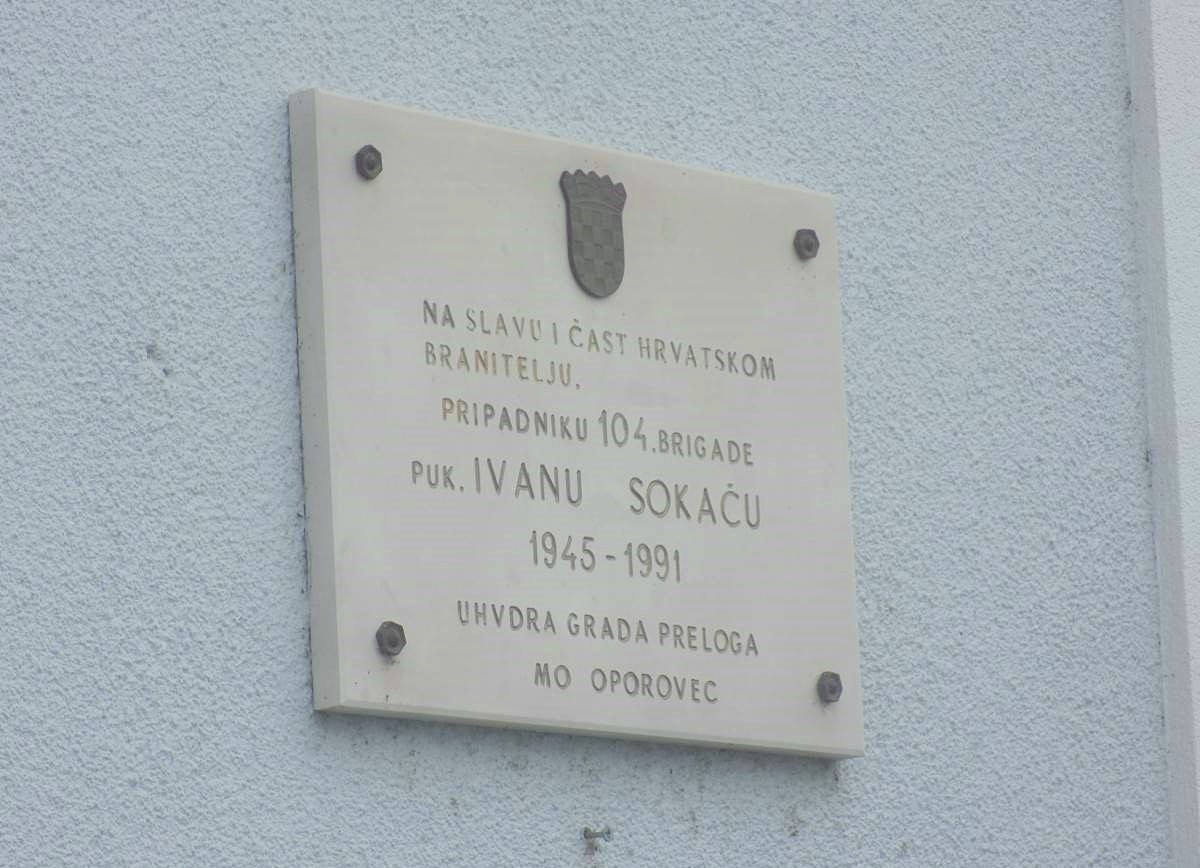 NA SLAVU I ČAST HRVATSKOM
BRANITELJU,
PRIPADNIKU 104. BRIGADE
PUK. IVANU SOKAČU
1945-1991
UHVDRA GRADA PRELOGA
MO OPOROVEC